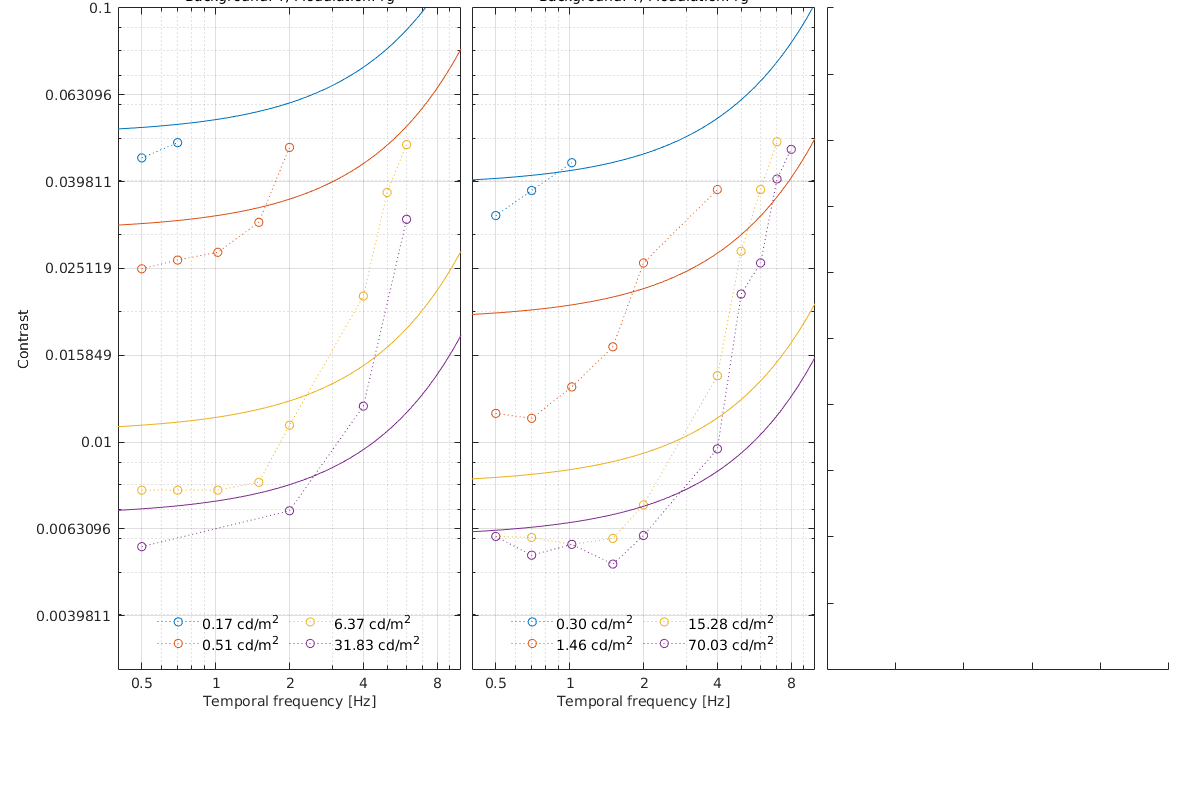 0.1
0.063096
0.039811
0.025119
0.015849
0.01
0.0063096
0.0039811
Contrast
0.17 cd/m² 6.37 cd/m²
0.51 cd/m² 31.83 cd/m²
0.5 1 2 4 8
Temporal frequency [Hz]
0.30 cd/m² 15.28 cd/m²
1.46 cd/m² 70.03 cd/m²
0.5 1 2 4 8
Temporal frequency [Hz]